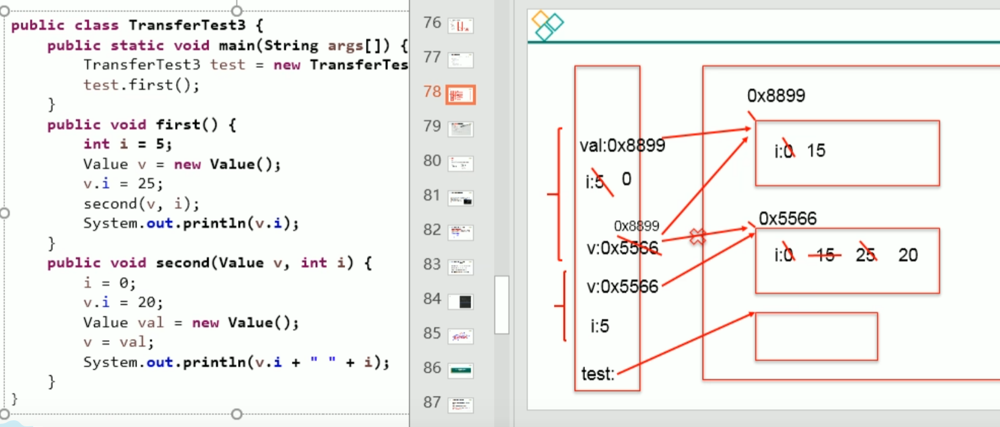 public class TransferTest3 {
public static void main(String args[]) {
TransferTest3 test = new TransferTes
test.first();
}
public void first() {
int i = 5;
Value v = new Value();
v.i = 25;
second(v, i);
System.out.println(v.i);
}
public void second(Value v, int i) {
i = 0;
v.i = 20;
Value val = new Value();
v = val;
System.out.println(v.i + " " + i);
}
}
76
77
78
79
80
81
82
83
84
85
86
87
0x8899
val:0x8899
i:0 15
i:5 0
0x8899
0x5566
v:0x5566
i:0 15 25 20
v:0x5566
i:5
test: